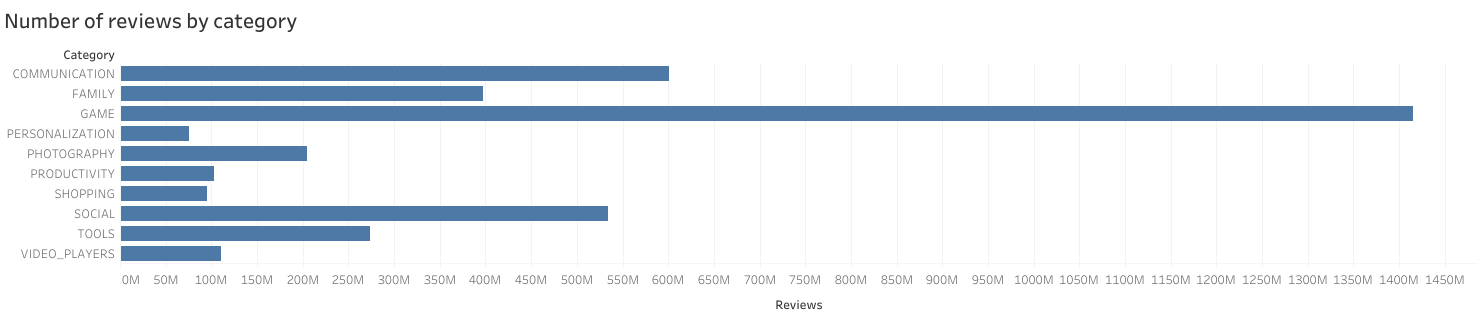 Number of reviews by category
Category
COMMUNICATION
FAMILY
GAME
PERSONALIZATION
PHOTOGRAPHY
PRODUCTIVITY
SHOPPING
SOCIAL
TOOLS
VIDEO_PLAYERS
0M 50M 100M 150M 200M 250M 300M 350M 400M 450M 500M 550M 600M 650M 700M 750M 800M 850M 900M 950M 1000M 1050M 1100M 1150M 1200M 1250M 1300M 1350M 1400M 1450M
Reviews